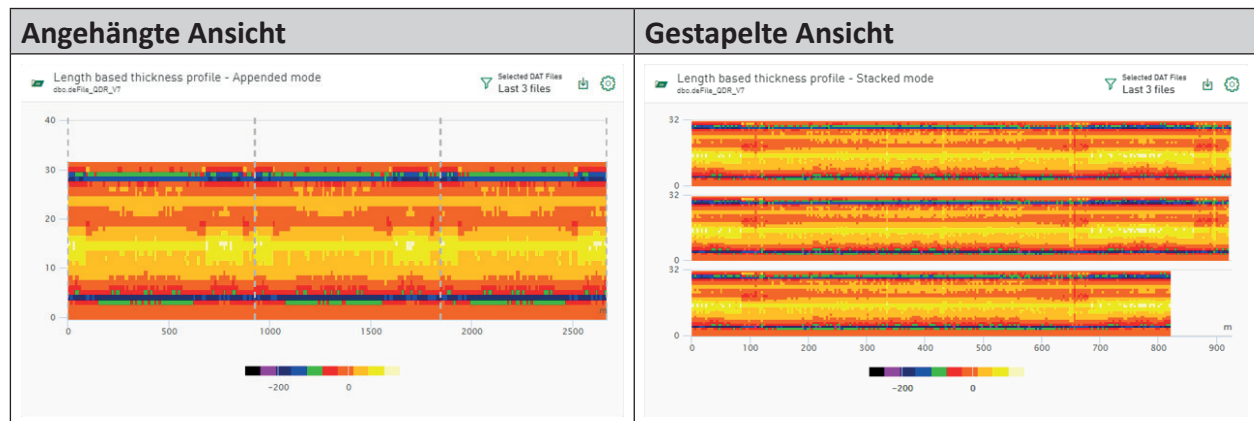 Angehängte Ansicht
Gestapelte Ansicht
Length based thickness profile - Appended mode
dbo.deFile_QDR_V7
Selected DAT Files
Last 3 files
40
30
20
10
0
0 500 1000 1500 2000 2500
m
-200 0
Length based thickness profile - Stacked mode
dbo.deFile_QDR_V7
Selected DAT Files
Last 3 files
32
0
32
0
32
0
m
0 100 200 300 400 500 600 700 800 900
-200 0